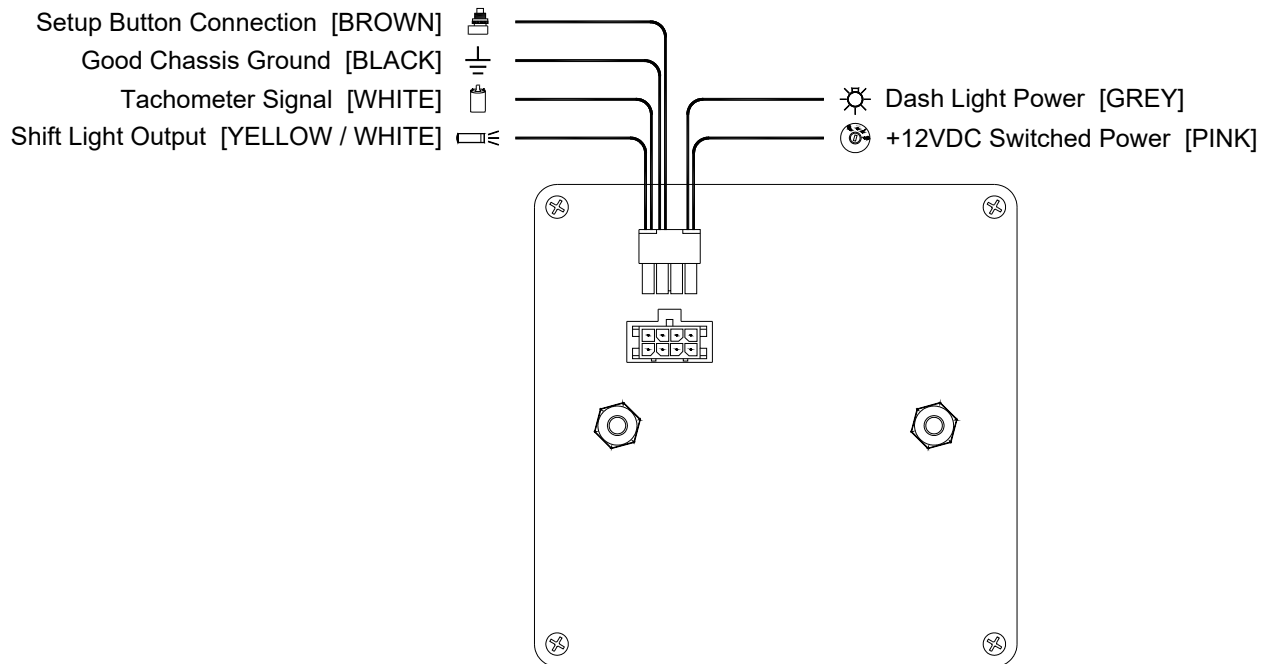 Setup Button Connection [BROWN]
Good Chassis Ground [BLACK]
Tachometer Signal [WHITE]
Shift Light Output [YELLOW / WHITE]
Dash Light Power [GREY]
+12VDC Switched Power [PINK]